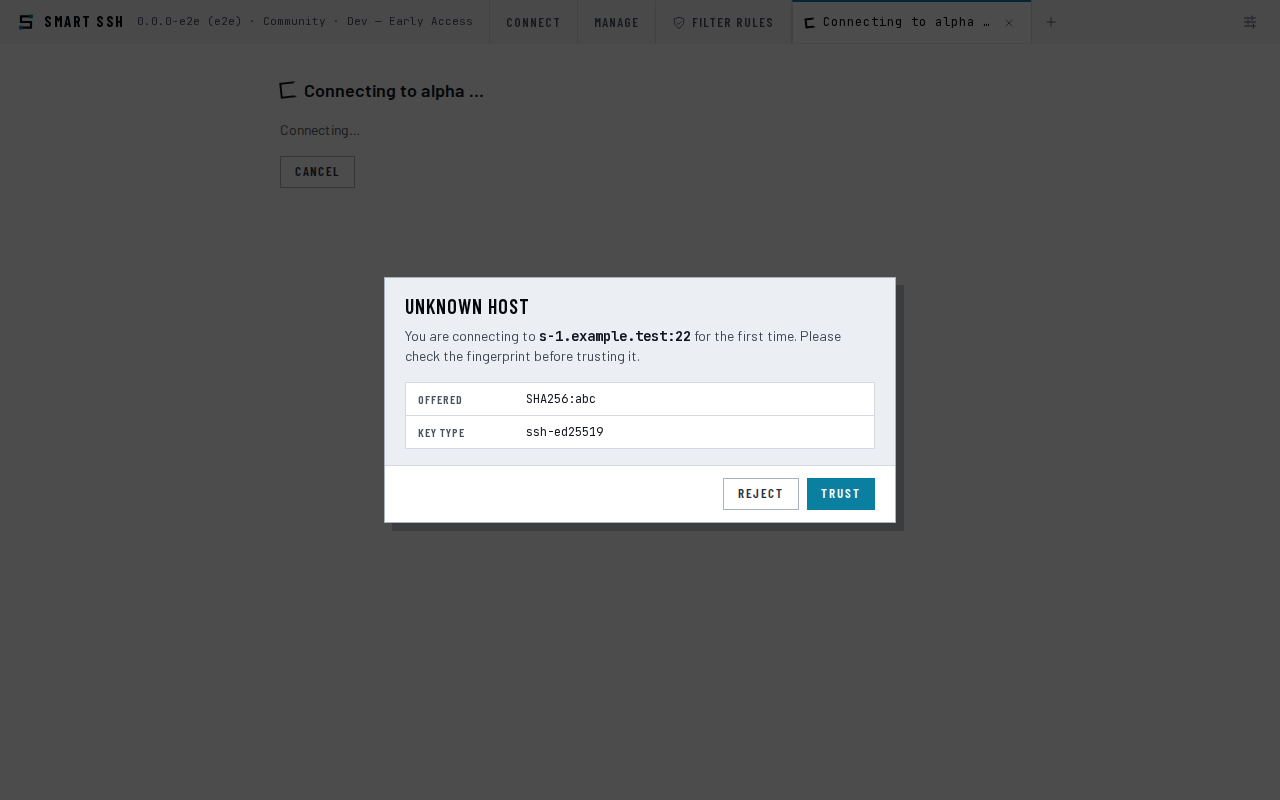 SMART SSH 0.0.0-e2e (e2e) · Community · Dev — Early Access CONNECT MANAGE FILTER RULES Connecting to alpha …
Connecting to alpha …
Connecting…
CANCEL
UNKNOWN HOST
You are connecting to s-1.example.test:22 for the first time. Please
check the fingerprint before trusting it.
OFFERED SHA256:abc
KEY TYPE ssh-ed25519
REJECT TRUST